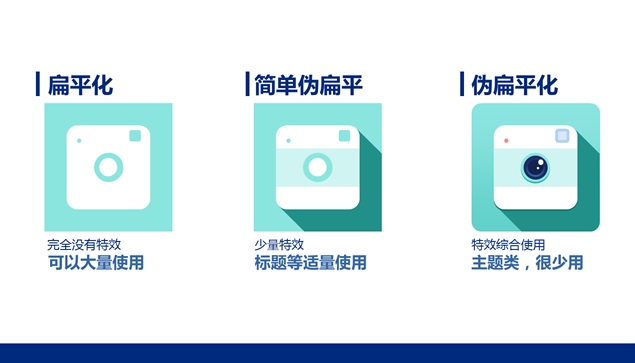 扁平化
简单伪扁平
伪扁平化
完全没有特效
可以大量使用
少量特效
标题等适量使用
特效综合使用
主题类，很少用